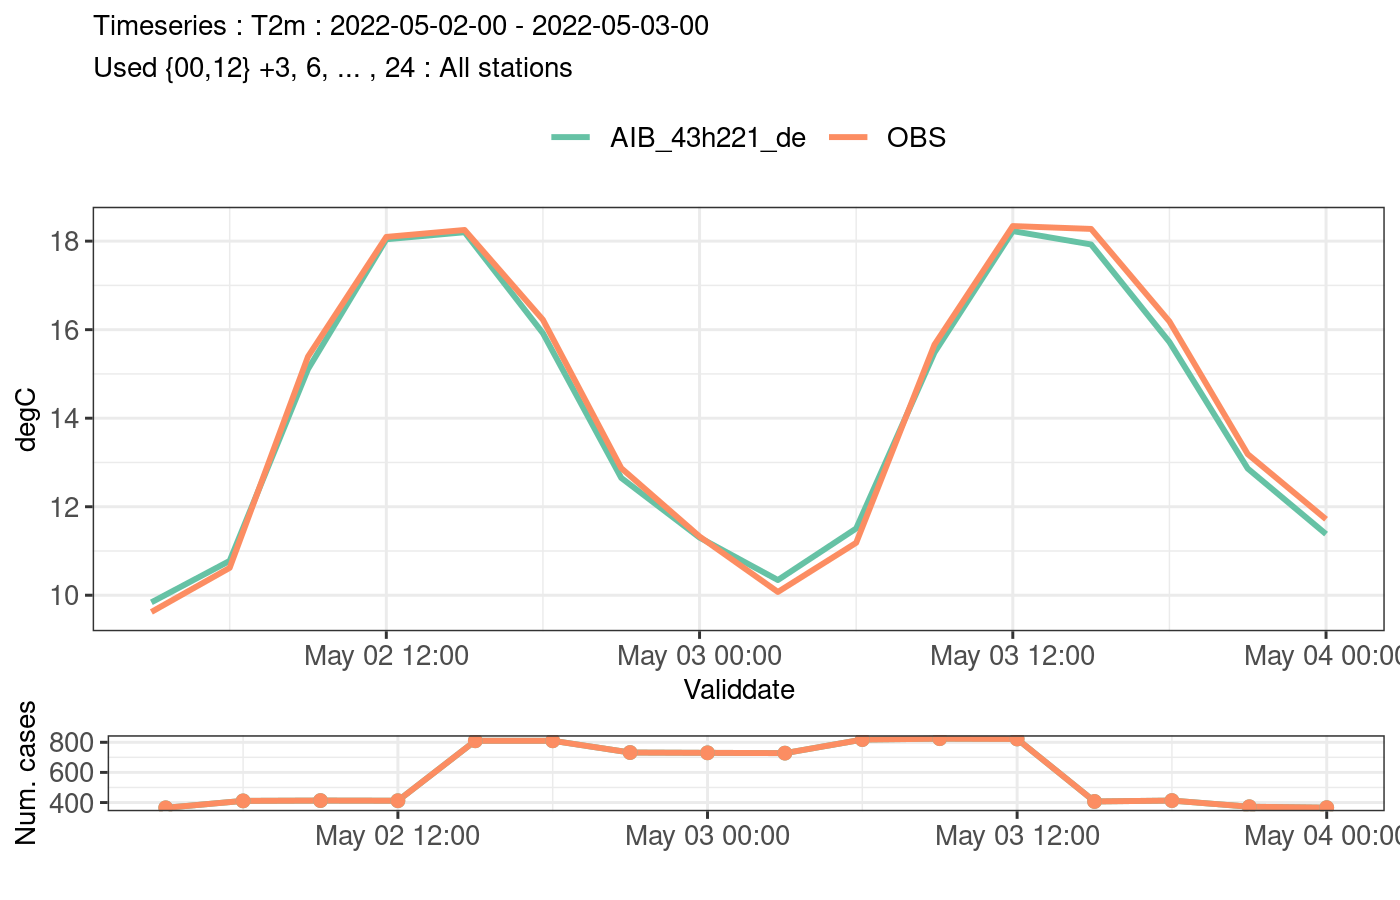 Timeseries : T2m : 2022-05-02-00 - 2022-05-03-00
Used {00,12} +3, 6, ... , 24 : All stations
AIB_43h221_de OBS
degC
18
16
14
12
10
May 02 12:00 May 03 00:00 May 03 12:00 May 04 00:00
Validdate
Num. cases
800
600
400
May 02 12:00 May 03 00:00 May 03 12:00 May 04 00:00